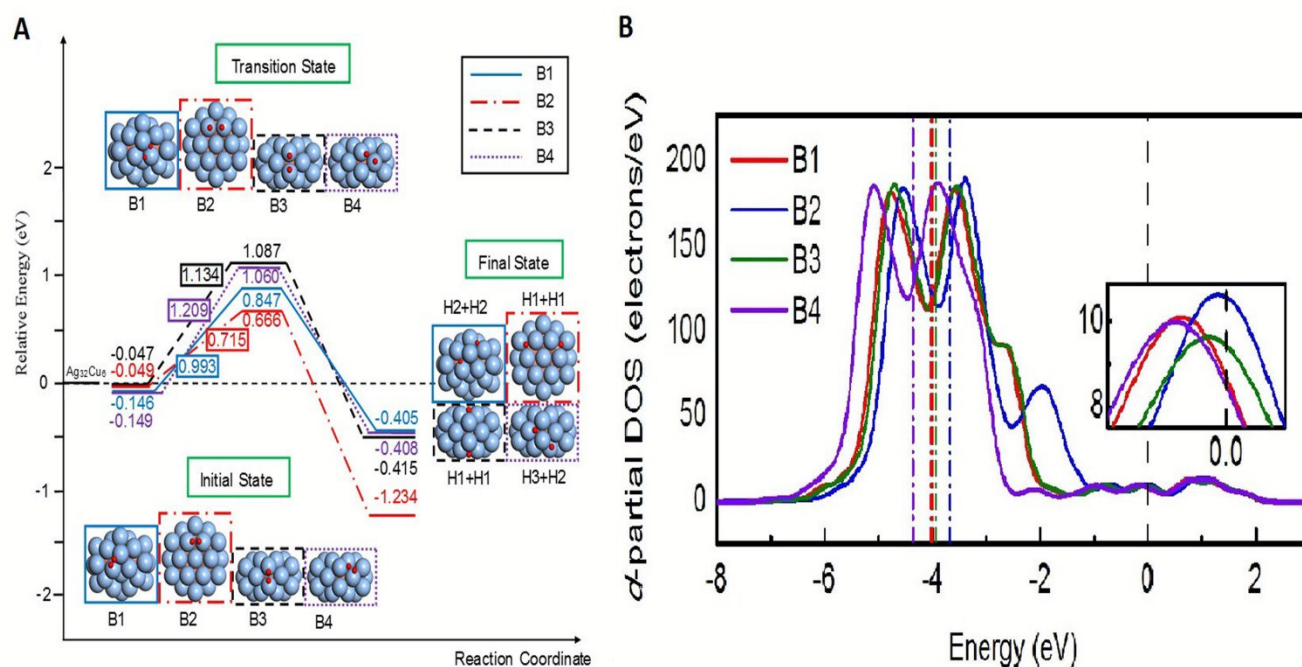 A
Relative Energy (eV)
Reaction Coordinate
2
1
0
-1
-2
Transition State
B1
B2
B3
B4
B1
B2
B3
B4
Ag32Cu6
-0.047
-0.049
-0.146
-0.149
1.134
1.209
0.715
0.993
1.087
1.060
0.847
0.666
-0.405
-0.408
-0.415
-1.234
Final State
H2+H2
H1+H1
H1+H1
H3+H2
Initial State
B1
B2
B3
B4
B
d-partial DOS (electrons/eV)
200
150
100
50
0
B1
B2
B3
B4
10
8
0.0
-8
-6
-4
-2
0
2
Energy (eV)